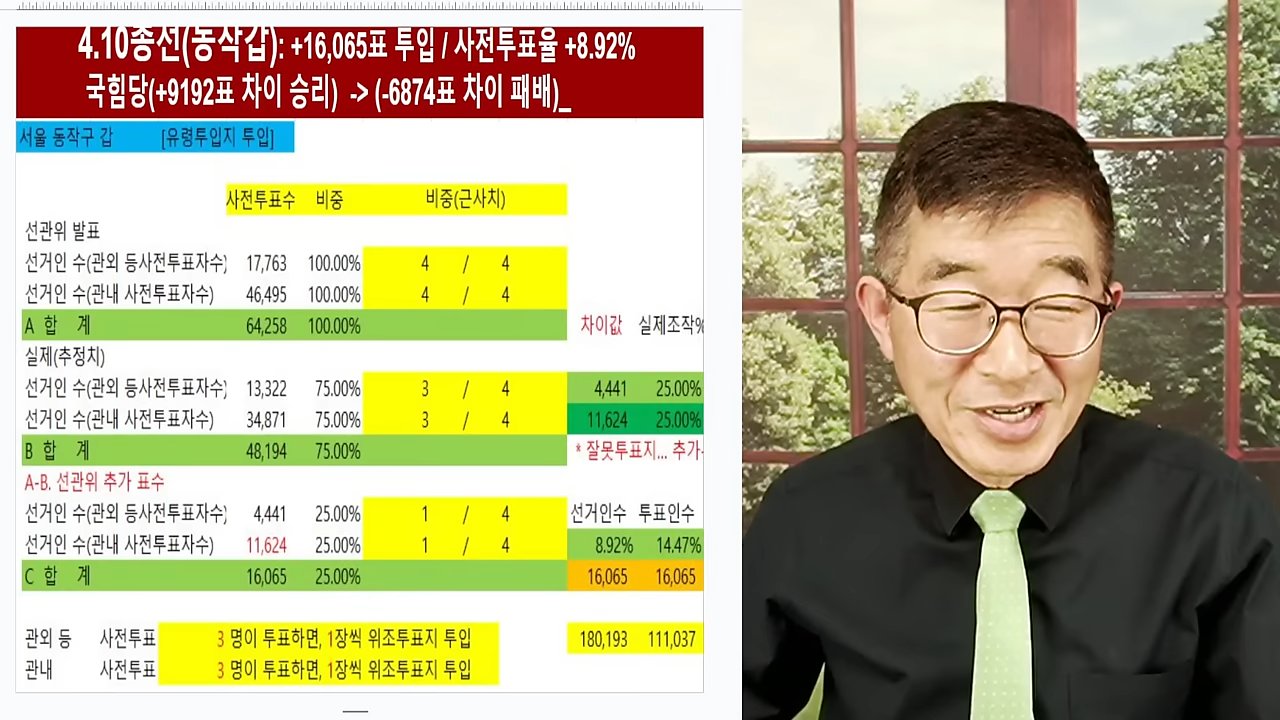 4.10총선(동작갑): +16,065표 투입 / 사전투표율 +8.92%
국힘당(+9192표 차이 승리) -> (-6874표 차이 패배)_
서울 동작구 갑 [유령투입지 투입]
사전투표수 비중 비중(근사치)
선관위 발표
선거인 수(관외 등사전투표자수) 17,763 100.00% 4 / 4
선거인 수(관내 사전투표자수) 46,495 100.00% 4 / 4
A 합 계 64,258 100.00% 차이값 실제조작%
실제(추정치)
선거인 수(관외 등사전투표자수) 13,322 75.00% 3 / 4 4,441 25.00%
선거인 수(관내 사전투표자수) 34,871 75.00% 3 / 4 11,624 25.00%
B 합 계 48,194 75.00% * 잘못투표지... 추가
A-B. 선관위 추가 표수
선거인 수(관외 등사전투표자수) 4,441 25.00% 1 / 4 선거인수 투표인수
선거인 수(관내 사전투표자수) 11,624 25.00% 1 / 4 8.92% 14.47%
C 합 계 16,065 25.00% 16,065 16,065
관외 등 사전투표 3 명이 투표하면, 1장씩 위조투표지 투입 180,193 111,037
관내 사전투표 3 명이 투표하면, 1장씩 위조투표지 투입